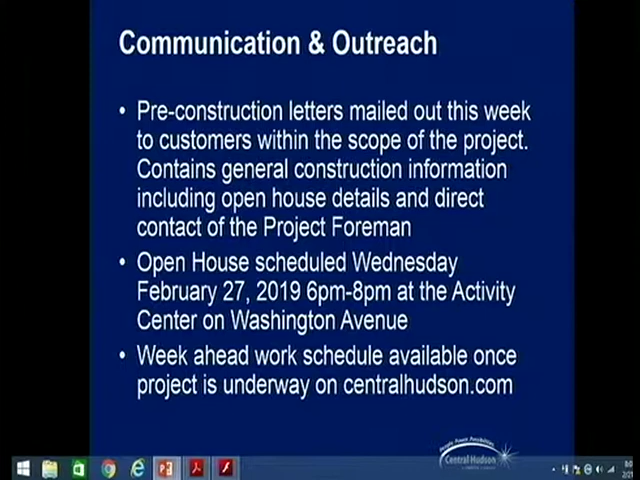 Communication & Outreach
• Pre-construction letters mailed out this week
to customers within the scope of the project.
Contains general construction information
including open house details and direct
contact of the Project Foreman
• Open House scheduled Wednesday
February 27, 2019 6pm-8pm at the Activity
Center on Washington Avenue
• Week ahead work schedule available once
project is underway on centralhudson.com
People. Power. Possibilities.
Central Hudson